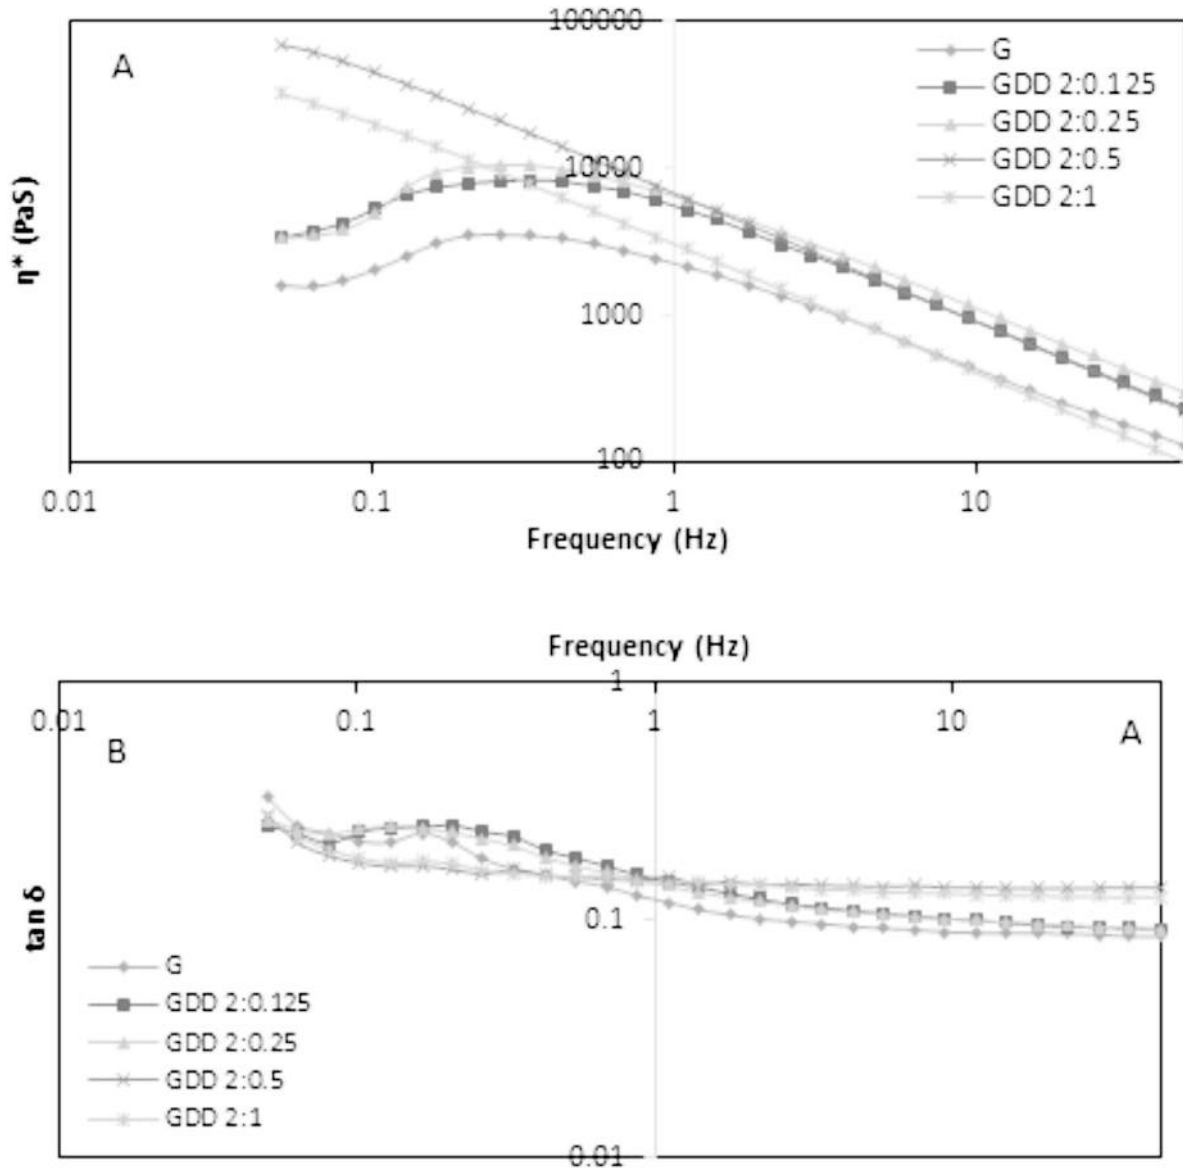 100000
A
G
GDD 2:0.125
GDD 2:0.25
GDD 2:0.5
GDD 2:1
10000
η* (PaS)
1000
100
0.01 0.1 1 10
Frequency (Hz)
Frequency (Hz)
1
0.01 0.1 1 10
B A
tan δ
0.1
G
GDD 2:0.125
GDD 2:0.25
GDD 2:0.5
GDD 2:1
0.01